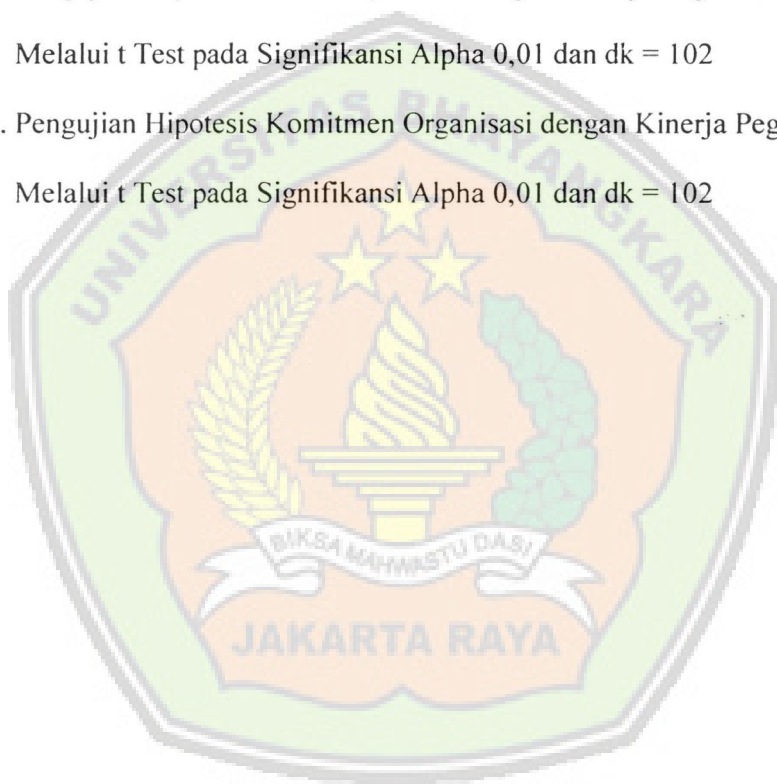 Melalui t Test pada Signifikansi Alpha 0,01 dan dk = 102
. Pengujian Hipotesis Komitmen Organisasi dengan Kinerja Peg
Melalui t Test pada Signifikansi Alpha 0,01 dan dk = 102
UNIVERSITAS BHAYANGKARA
BIKSA MAHWASTU DASI
JAKARTA RAYA